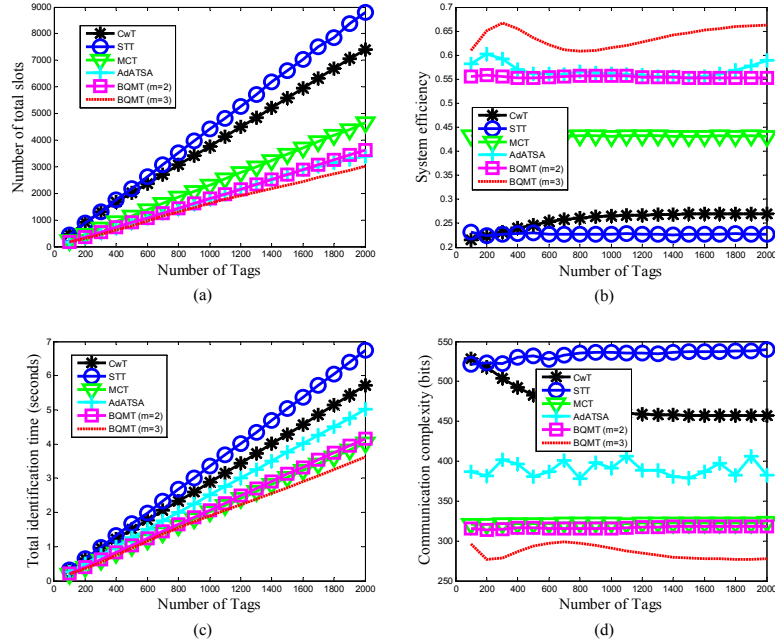 9000
8000
7000
6000
5000
4000
3000
2000
1000
0
Number of total slots
CwT
STT
MCT
AdATSA
BQMT (m=2)
BQMT (m=3)
0 200 400 600 800 1000 1200 1400 1600 1800 2000
Number of Tags
(a)
0.7
0.65
0.6
0.55
0.5
0.45
0.4
0.35
0.3
0.25
0.2
System efficiency
CwT
STT
MCT
AdATSA
BQMT (m=2)
BQMT (m=3)
0 200 400 600 800 1000 1200 1400 1600 1800 2000
Number of Tags
(b)
7
6
5
4
3
2
1
0
Total identification time (seconds)
CwT
STT
MCT
AdATSA
BQMT (m=2)
BQMT (m=3)
0 200 400 600 800 1000 1200 1400 1600 1800 2000
Number of Tags
(c)
550
500
450
400
350
300
250
Communication complexity (bits)
CwT
STT
MCT
AdATSA
BQMT (m=2)
BQMT (m=3)
0 200 400 600 800 1000 1200 1400 1600 1800 2000
Number of Tags
(d)